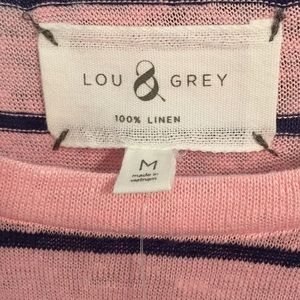 LOU & GREY
100% LINEN
M
made in
vietnam